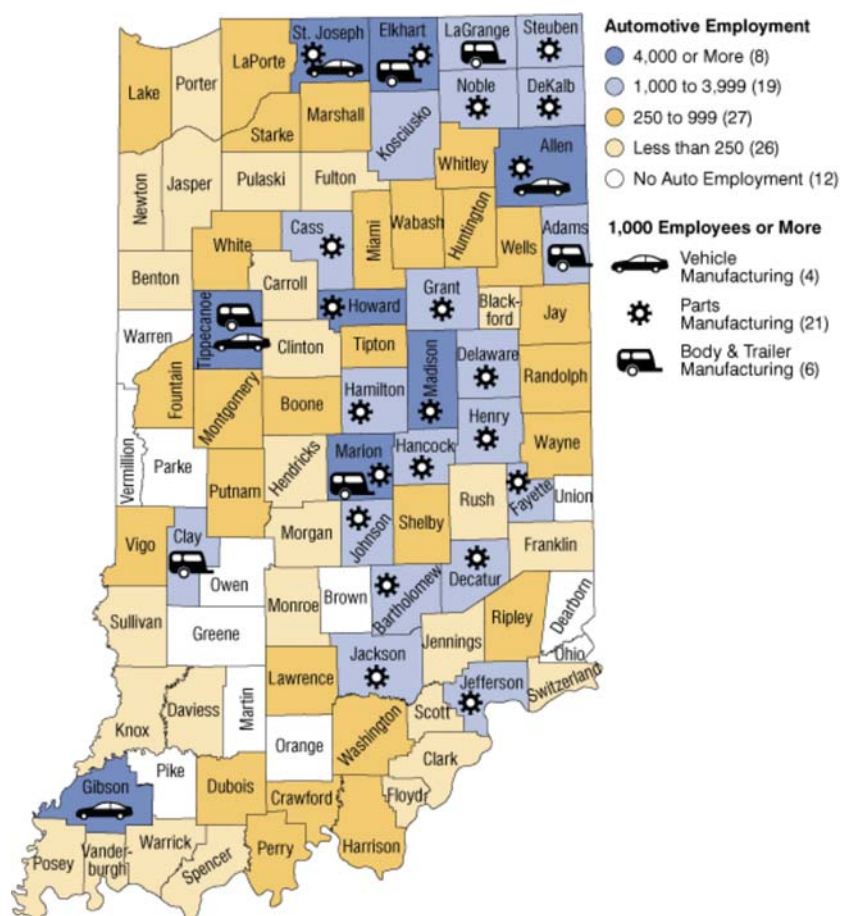 Automotive Employment
4,000 or More (8)
1,000 to 3,999 (19)
250 to 999 (27)
Less than 250 (26)
No Auto Employment (12)
1,000 Employees or More
Vehicle
Manufacturing (4)
Parts
Manufacturing (21)
Body & Trailer
Manufacturing (6)
St. Joseph
Elkhart
LaGrange
Steuben
Lake
Porter
LaPorte
Noble
DeKalb
Starke
Marshall
Kosciusko
Whitley
Allen
Newton
Jasper
Pulaski
Fulton
Miami
Wabash
Huntington
Wells
Adams
White
Cass
Benton
Carroll
Grant
Black-
ford
Jay
Howard
Tippecanoe
Warren
Clinton
Tipton
Madison
Delaware
Randolph
Fountain
Montgomery
Boone
Hamilton
Henry
Wayne
Vermillion
Parke
Putnam
Hendricks
Marion
Hancock
Rush
Fayette
Union
Vigo
Clay
Owen
Morgan
Johnson
Shelby
Franklin
Sullivan
Greene
Monroe
Brown
Bartholomew
Decatur
Ripley
Dearborn
Ohio
Jennings
Jackson
Lawrence
Martin
Daviess
Knox
Switzerland
Jefferson
Scott
Washington
Orange
Clark
Floyd
Gibson
Pike
Dubois
Crawford
Harrison
Posey
Vander-
burgh
Warrick
Spencer
Perry